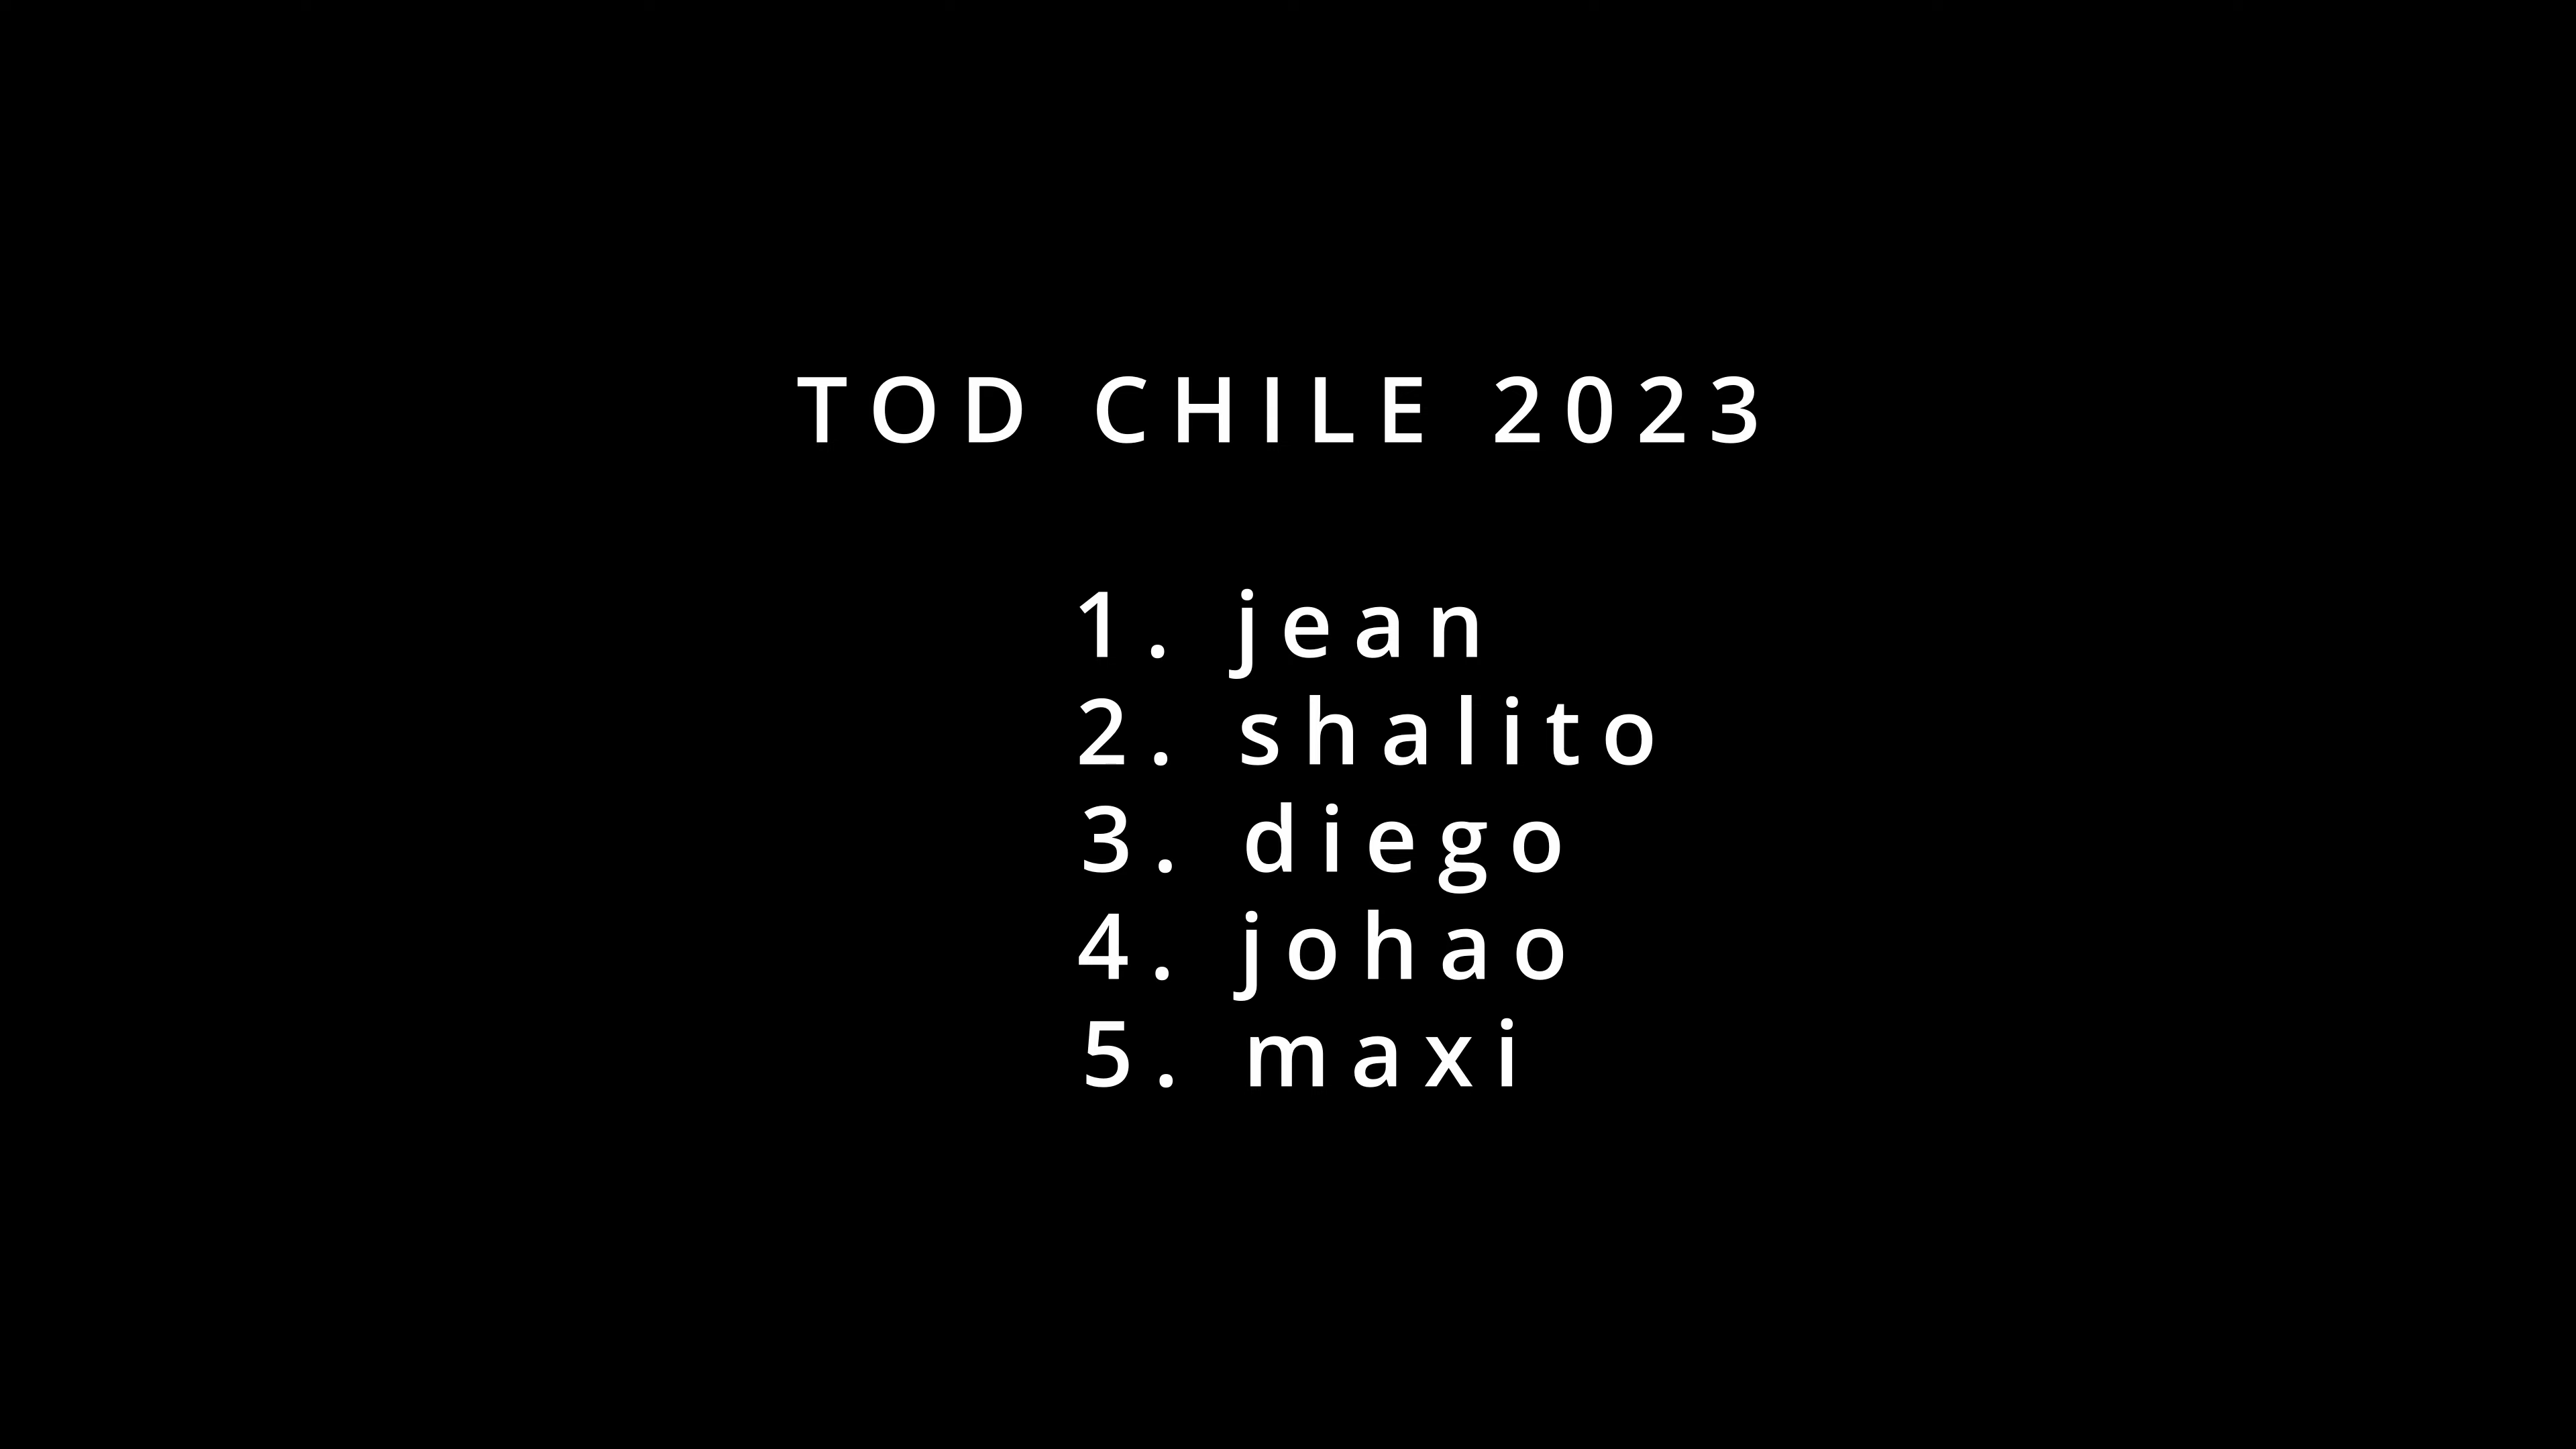 TOD CHILE 2023
1. jean
2. shalito
3. diego
4. johao
5. maxi